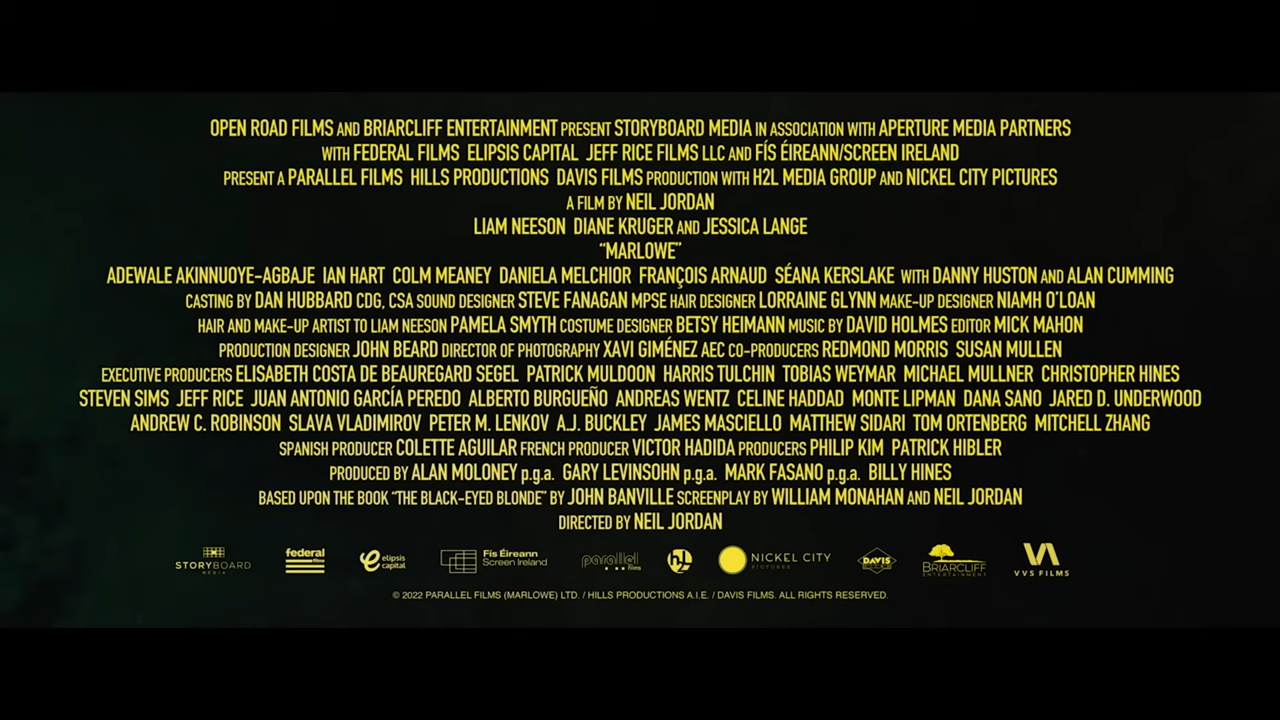 OPEN ROAD FILMS AND BRIARCLIFF ENTERTAINMENT PRESENT STORYBOARD MEDIA IN ASSOCIATION WITH APERTURE MEDIA PARTNERS
WITH FEDERAL FILMS ELIPSIS CAPITAL JEFF RICE FILMS LLC AND FÍS ÉIREANN/SCREEN IRELAND
PRESENT A PARALLEL FILMS HILLS PRODUCTIONS DAVIS FILMS PRODUCTION WITH H2L MEDIA GROUP AND NICKEL CITY PICTURES
A FILM BY NEIL JORDAN
LIAM NEESON DIANE KRUGER AND JESSICA LANGE
“MARLOWE”
ADEWALE AKINNUOYE-AGBAJE IAN HART COLM MEANEY DANIELA MELCHIOR FRANÇOIS ARNAUD SÉANA KERSLAKE WITH DANNY HUSTON AND ALAN CUMMING
CASTING BY DAN HUBBARD CDG, CSA SOUND DESIGNER STEVE FANAGAN MPSE HAIR DESIGNER LORRAINE GLYNN MAKE-UP DESIGNER NIAMH O’LOAN
HAIR AND MAKE-UP ARTIST TO LIAM NEESON PAMELA SMYTH COSTUME DESIGNER BETSY HEIMANN MUSIC BY DAVID HOLMES EDITOR MICK MAHON
PRODUCTION DESIGNER JOHN BEARD DIRECTOR OF PHOTOGRAPHY XAVI GIMÉNEZ AEC CO-PRODUCERS REDMOND MORRIS SUSAN MULLEN
EXECUTIVE PRODUCERS ELISABETH COSTA DE BEAUREGARD SEGEL PATRICK MULDOON HARRIS TULCHIN TOBIAS WEYMAR MICHAEL MULLNER CHRISTOPHER HINES
STEVEN SIMS JEFF RICE JUAN ANTONIO GARCÍA PEREDO ALBERTO BURGUEÑO ANDREAS WENTZ CELINE HADDAD MONTE LIPMAN DANA SANO JARED D. UNDERWOOD
ANDREW C. ROBINSON SLAVA VLADIMIROV PETER M. LENKOV A.J. BUCKLEY JAMES MASCIELLO MATTHEW SIDARI TOM ORTENBERG MITCHELL ZHANG
SPANISH PRODUCER COLETTE AGUILAR FRENCH PRODUCER VICTOR HADIDA PRODUCERS PHILIP KIM PATRICK HIBLER
PRODUCED BY ALAN MOLONEY p.g.a. GARY LEVINSOHN p.g.a. MARK FASANO p.g.a. BILLY HINES
BASED UPON THE BOOK “THE BLACK-EYED BLONDE” BY JOHN BANVILLE SCREENPLAY BY WILLIAM MONAHAN AND NEIL JORDAN
DIRECTED BY NEIL JORDAN
STORYBOARD MEDIA
federal
elipsis capital
Fís Éireann Screen Ireland
parallel films
NICKEL CITY PICTURES
DAVIS
BRIARCLIFF ENTERTAINMENT
VVS FILMS
© 2022 PARALLEL FILMS (MARLOWE) LTD. / HILLS PRODUCTIONS A.I.E. / DAVIS FILMS. ALL RIGHTS RESERVED.